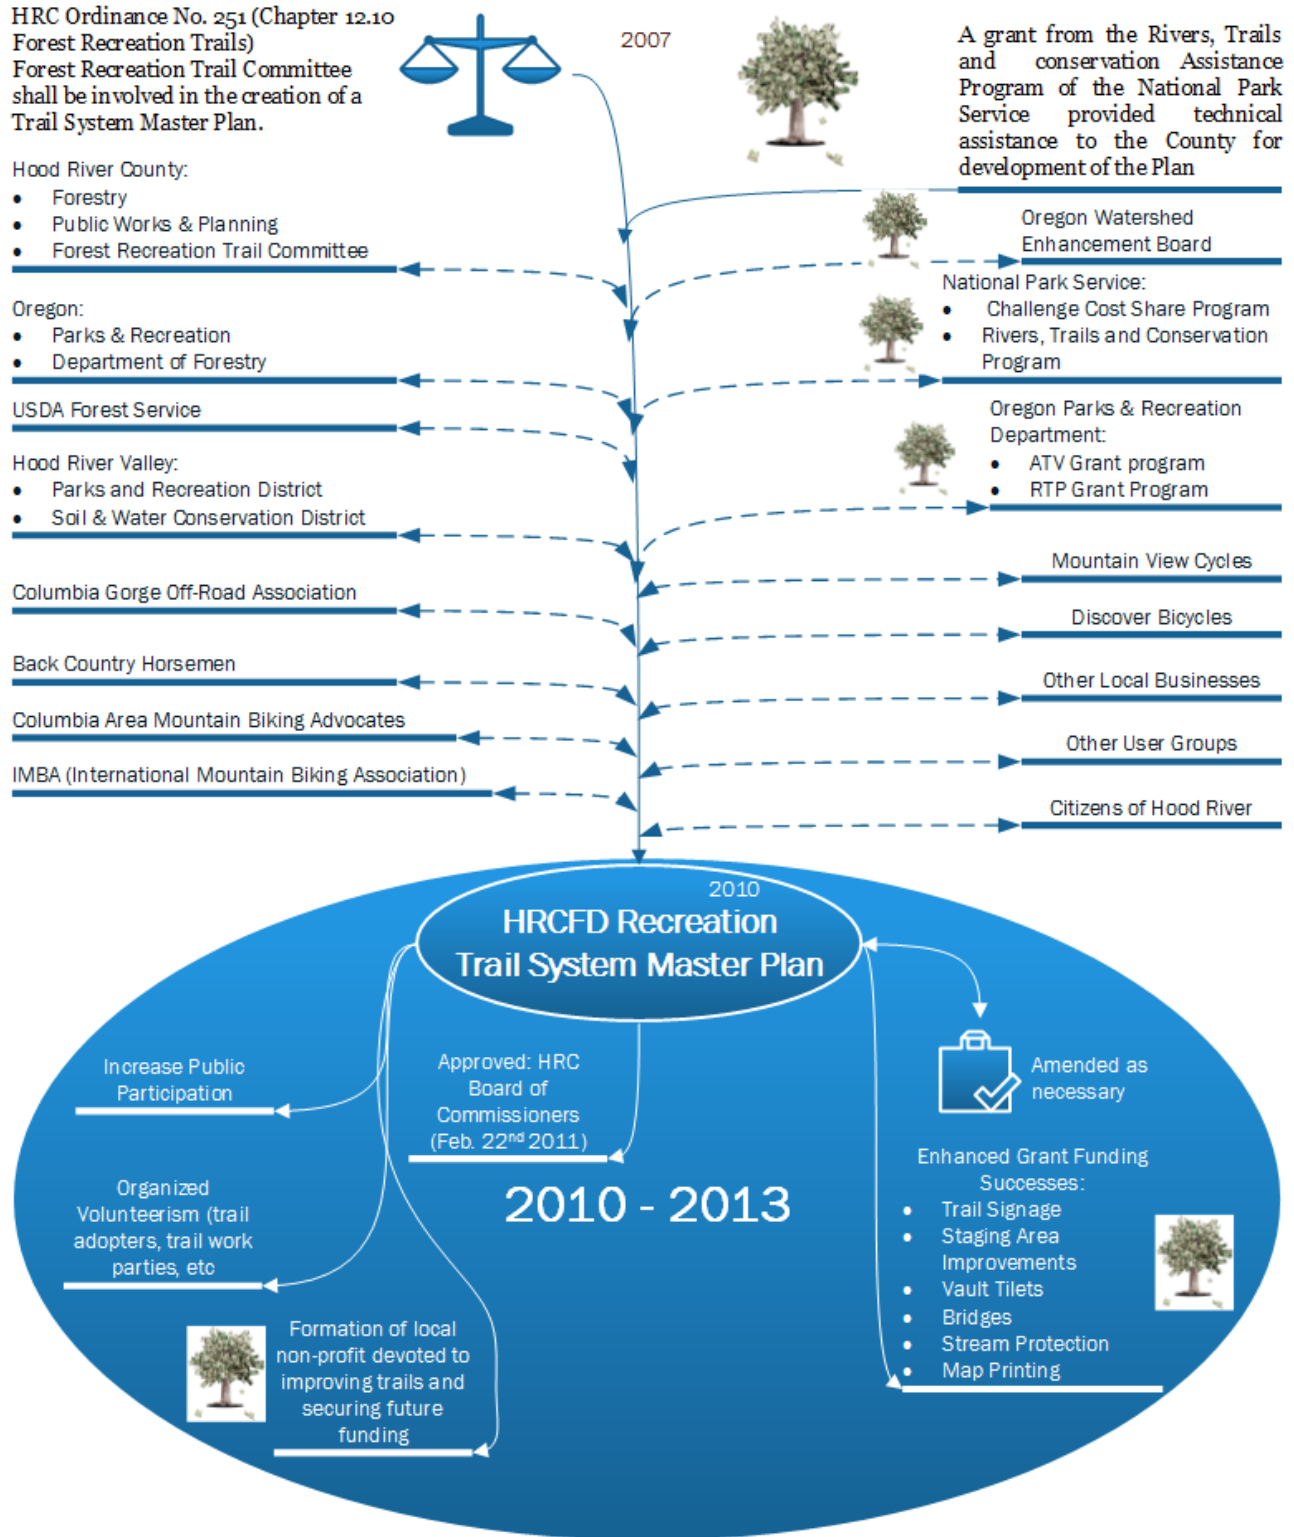 HRC Ordinance No. 251 (Chapter 12.10
Forest Recreation Trails)
Forest Recreation Trail Committee
shall be involved in the creation of a
Trail System Master Plan.
2007
A grant from the Rivers, Trails
and conservation Assistance
Program of the National Park
Service provided technical
assistance to the County for
development of the Plan
Hood River County:
• Forestry
• Public Works & Planning
• Forest Recreation Trail Committee
Oregon:
• Parks & Recreation
• Department of Forestry
USDA Forest Service
Hood River Valley:
• Parks and Recreation District
• Soil & Water Conservation District
Columbia Gorge Off-Road Association
Back Country Horsemen
Columbia Area Mountain Biking Advocates
IMBA (International Mountain Biking Association)
Oregon Watershed
Enhancement Board
National Park Service:
• Challenge Cost Share Program
• Rivers, Trails and Conservation
Program
Oregon Parks & Recreation
Department:
• ATV Grant program
• RTP Grant Program
Mountain View Cycles
Discover Bicycles
Other Local Businesses
Other User Groups
Citizens of Hood River
2010
HRCFD Recreation
Trail System Master Plan
Increase Public
Participation
Organized
Volunteerism (trail
adopters, trail work
parties, etc
Formation of local
non-profit devoted to
improving trails and
securing future
funding
Approved: HRC
Board of
Commissioners
(Feb. 22nd 2011)
2010 - 2013
Amended as
necessary
Enhanced Grant Funding
Successes:
• Trail Signage
• Staging Area
Improvements
• Vault Tilets
• Bridges
• Stream Protection
• Map Printing